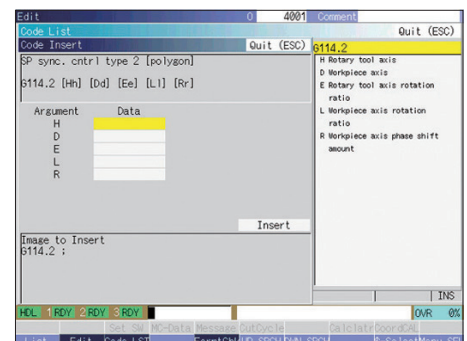 Edit 0 4001 Comment
Code List Quit (ESC)
Code Insert Quit (ESC) G114.2
SP sync. cntrl type 2 [polygon]
G114.2 [Hh] [Dd] [Ee] [Ll] [Rr]
Argument Data
H
D
E
L
R
Insert
Image to Insert
G114.2 ;
H Rotary tool axis
D Workpiece axis
E Rotary tool axis rotation
ratio
L Workpiece axis rotation
ratio
R Workpiece axis phase shift
amount
INS
HDL 1 RDY 2 RDY 3 RDY OVR 0%
Set SW MC-Data Message CutCycle Calclatr CoordCAL
List Edit Code LST